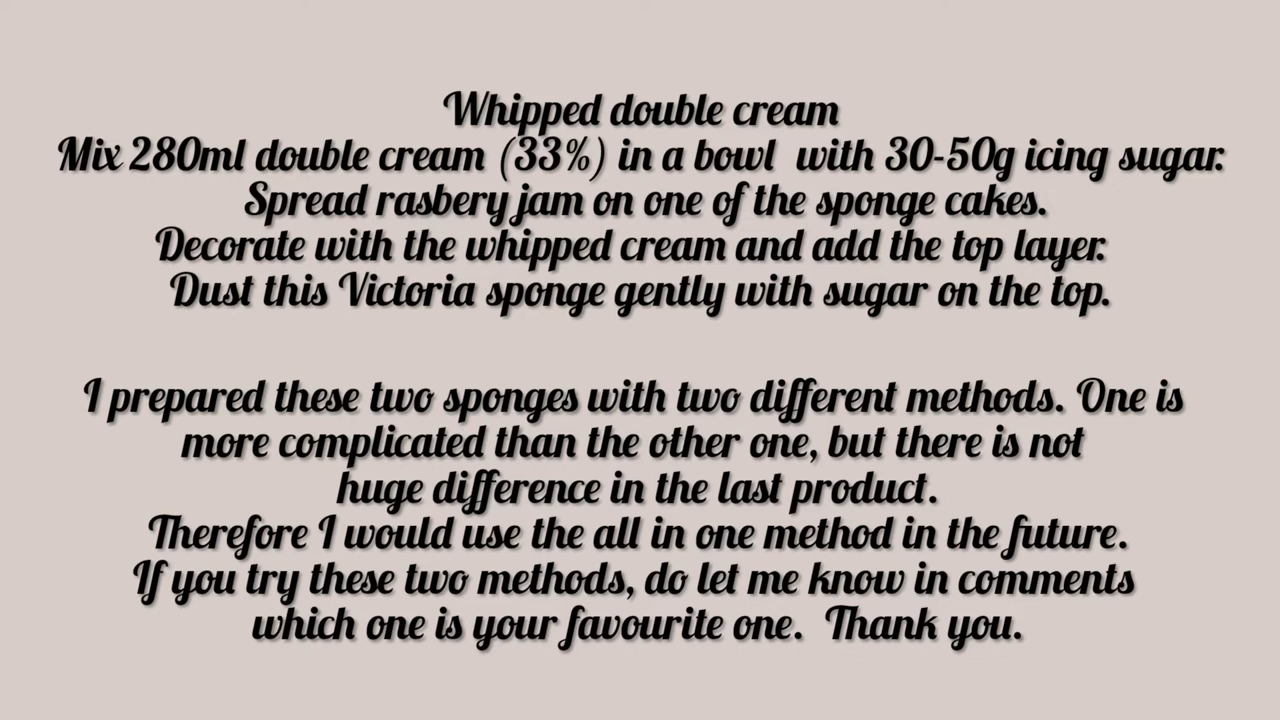 Whipped double cream
Mix 280ml double cream (33%) in a bowl with 30-50g icing sugar.
Spread rasbery jam on one of the sponge cakes.
Decorate with the whipped cream and add the top layer.
Dust this Victoria sponge gently with sugar on the top.
I prepared these two sponges with two different methods. One is
more complicated than the other one, but there is not
huge difference in the last product.
Therefore I would use the all in one method in the future.
If you try these two methods, do let me know in comments
which one is your favourite one. Thank you.